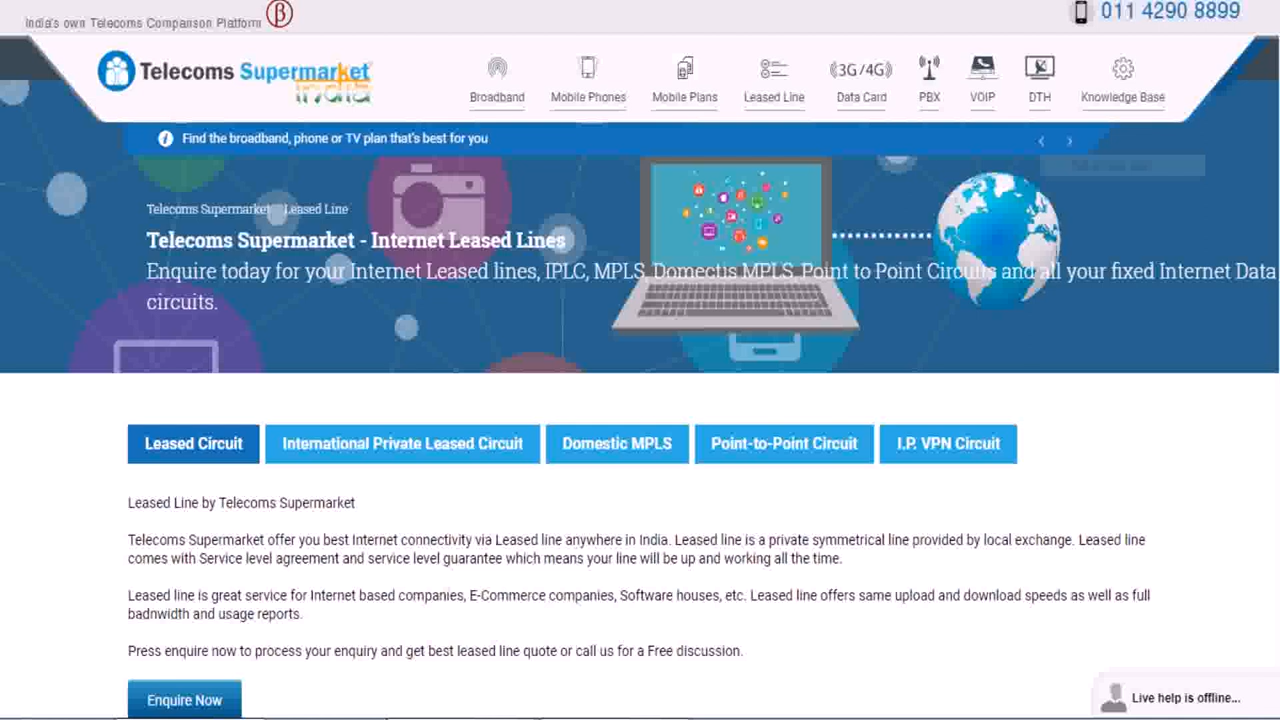 India's own Telecoms Comparison Platform β
011 4290 8899
Telecoms Supermarket
India
Broadband
Mobile Phones
Mobile Plans
Leased Line
(3G/4G)
Data Card
PBX
VOIP
DTH
Knowledge Base
i Find the broadband, phone or TV plan that's best for you
Telecoms Supermarket Leased Line
Telecoms Supermarket - Internet Leased Lines
Enquire today for your Internet Leased lines, IPLC, MPLS, Domectis MPLS, Point to Point Circuits and all your fixed Internet Data
circuits.
Leased Circuit
International Private Leased Circuit
Domestic MPLS
Point-to-Point Circuit
I.P. VPN Circuit
Leased Line by Telecoms Supermarket
Telecoms Supermarket offer you best Internet connectivity via Leased line anywhere in India. Leased line is a private symmetrical line provided by local exchange. Leased line
comes with Service level agreement and service level guarantee which means your line will be up and working all the time.
Leased line is great service for Internet based companies, E-Commerce companies, Software houses, etc. Leased line offers same upload and download speeds as well as full
badnwidth and usage reports.
Press enquire now to process your enquiry and get best leased line quote or call us for a Free discussion.
Enquire Now
Live help is offline...